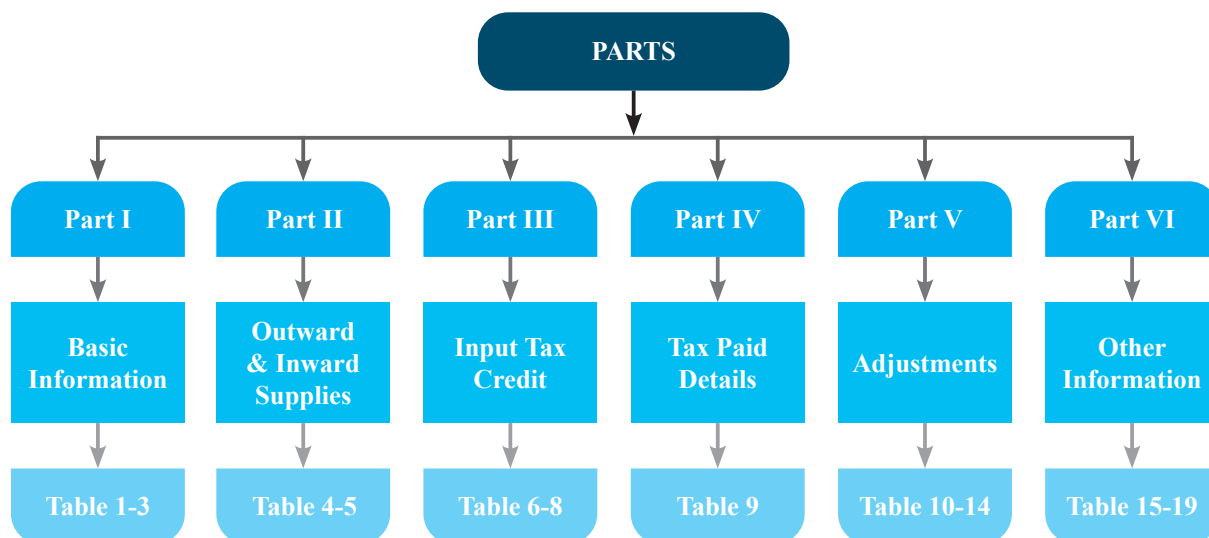 PARTS
Part I
Part II
Part III
Part IV
Part V
Part VI
Basic
Information
Outward
& Inward
Supplies
Input Tax
Credit
Tax Paid
Details
Adjustments
Other
Information
Table 1-3
Table 4-5
Table 6-8
Table 9
Table 10-14
Table 15-19